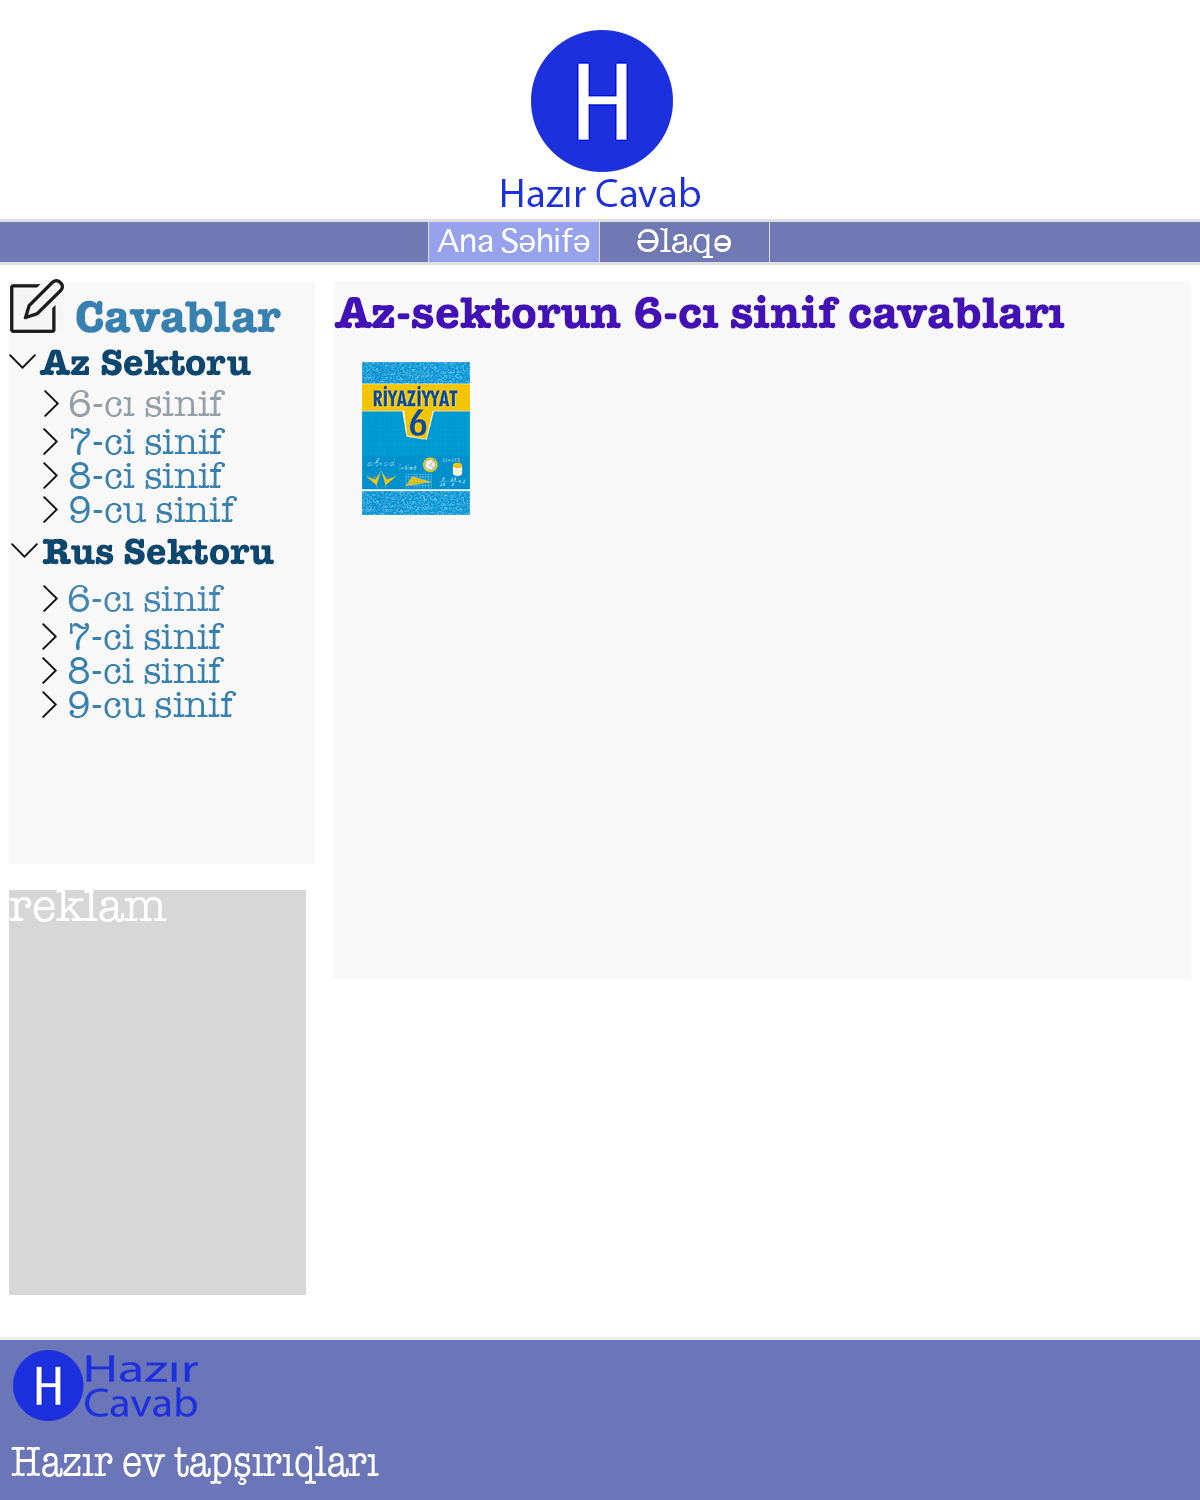 H
Hazır Cavab
Ana Səhifə
Əlaqə
Cavablar
Az Sektoru
6-cı sinif
7-ci sinif
8-ci sinif
9-cu sinif
Rus Sektoru
6-cı sinif
7-ci sinif
8-ci sinif
9-cu sinif
reklam
Az-sektorun 6-cı sinif cavabları
RİYAZİYYAT
6
H
Hazır
Cavab
Hazır ev tapşırıqları